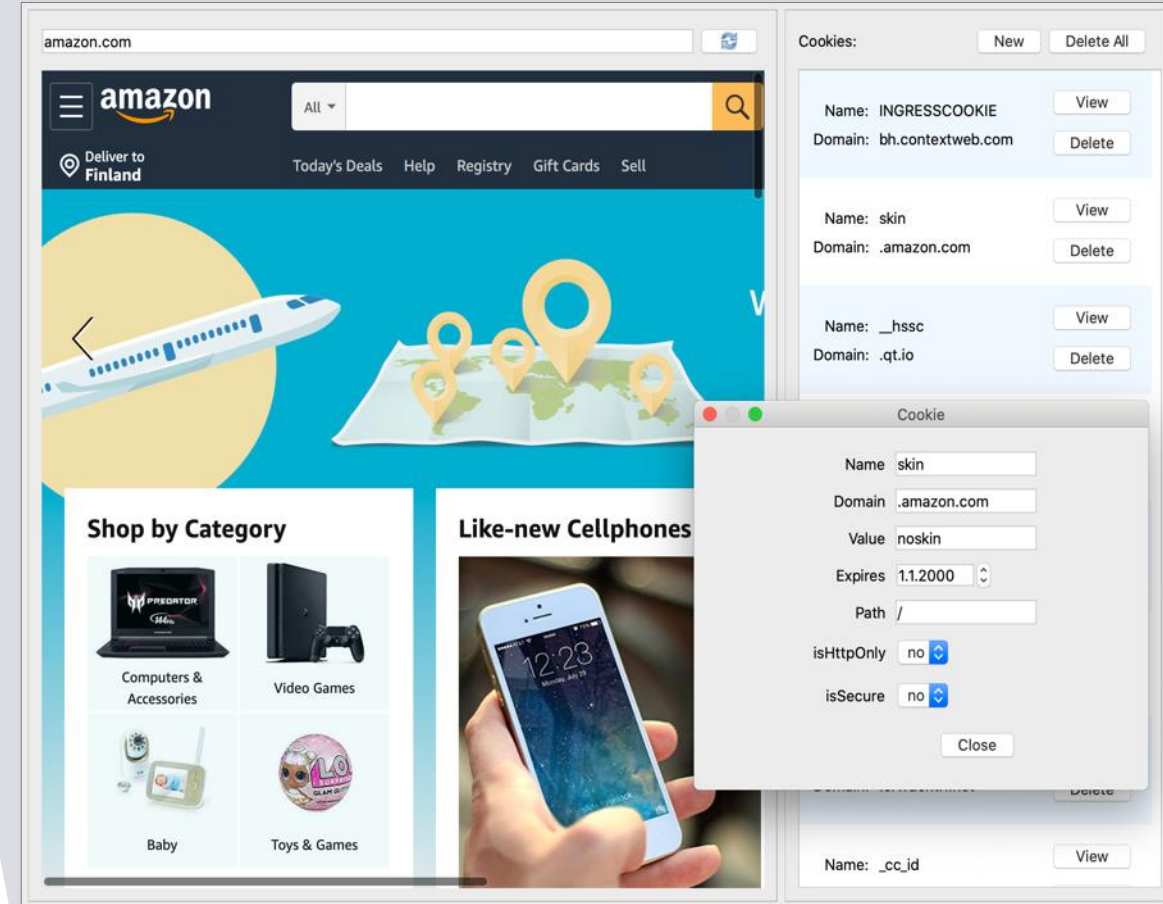 amazon.com
amazon
All
Deliver to
Finland
Today's Deals Help Registry Gift Cards Sell
W
Shop by Category
Like-new Cellphones
PREDATOR
Computers &
Accessories
Video Games
Baby
Toys & Games
12:23
Monday, July
Cookies:
New
Delete All
Name: INGRESSCOOKIE
View
Domain: bh.contextweb.com
Delete
Name: skin
View
Domain: .amazon.com
Delete
Name: __hssc
View
Domain: .qt.io
Delete
Cookie
Name skin
Domain .amazon.com
Value noskin
Expires 1.1.2000
Path /
isHttpOnly no
isSecure no
Close
Delete
Name: _cc_id
View